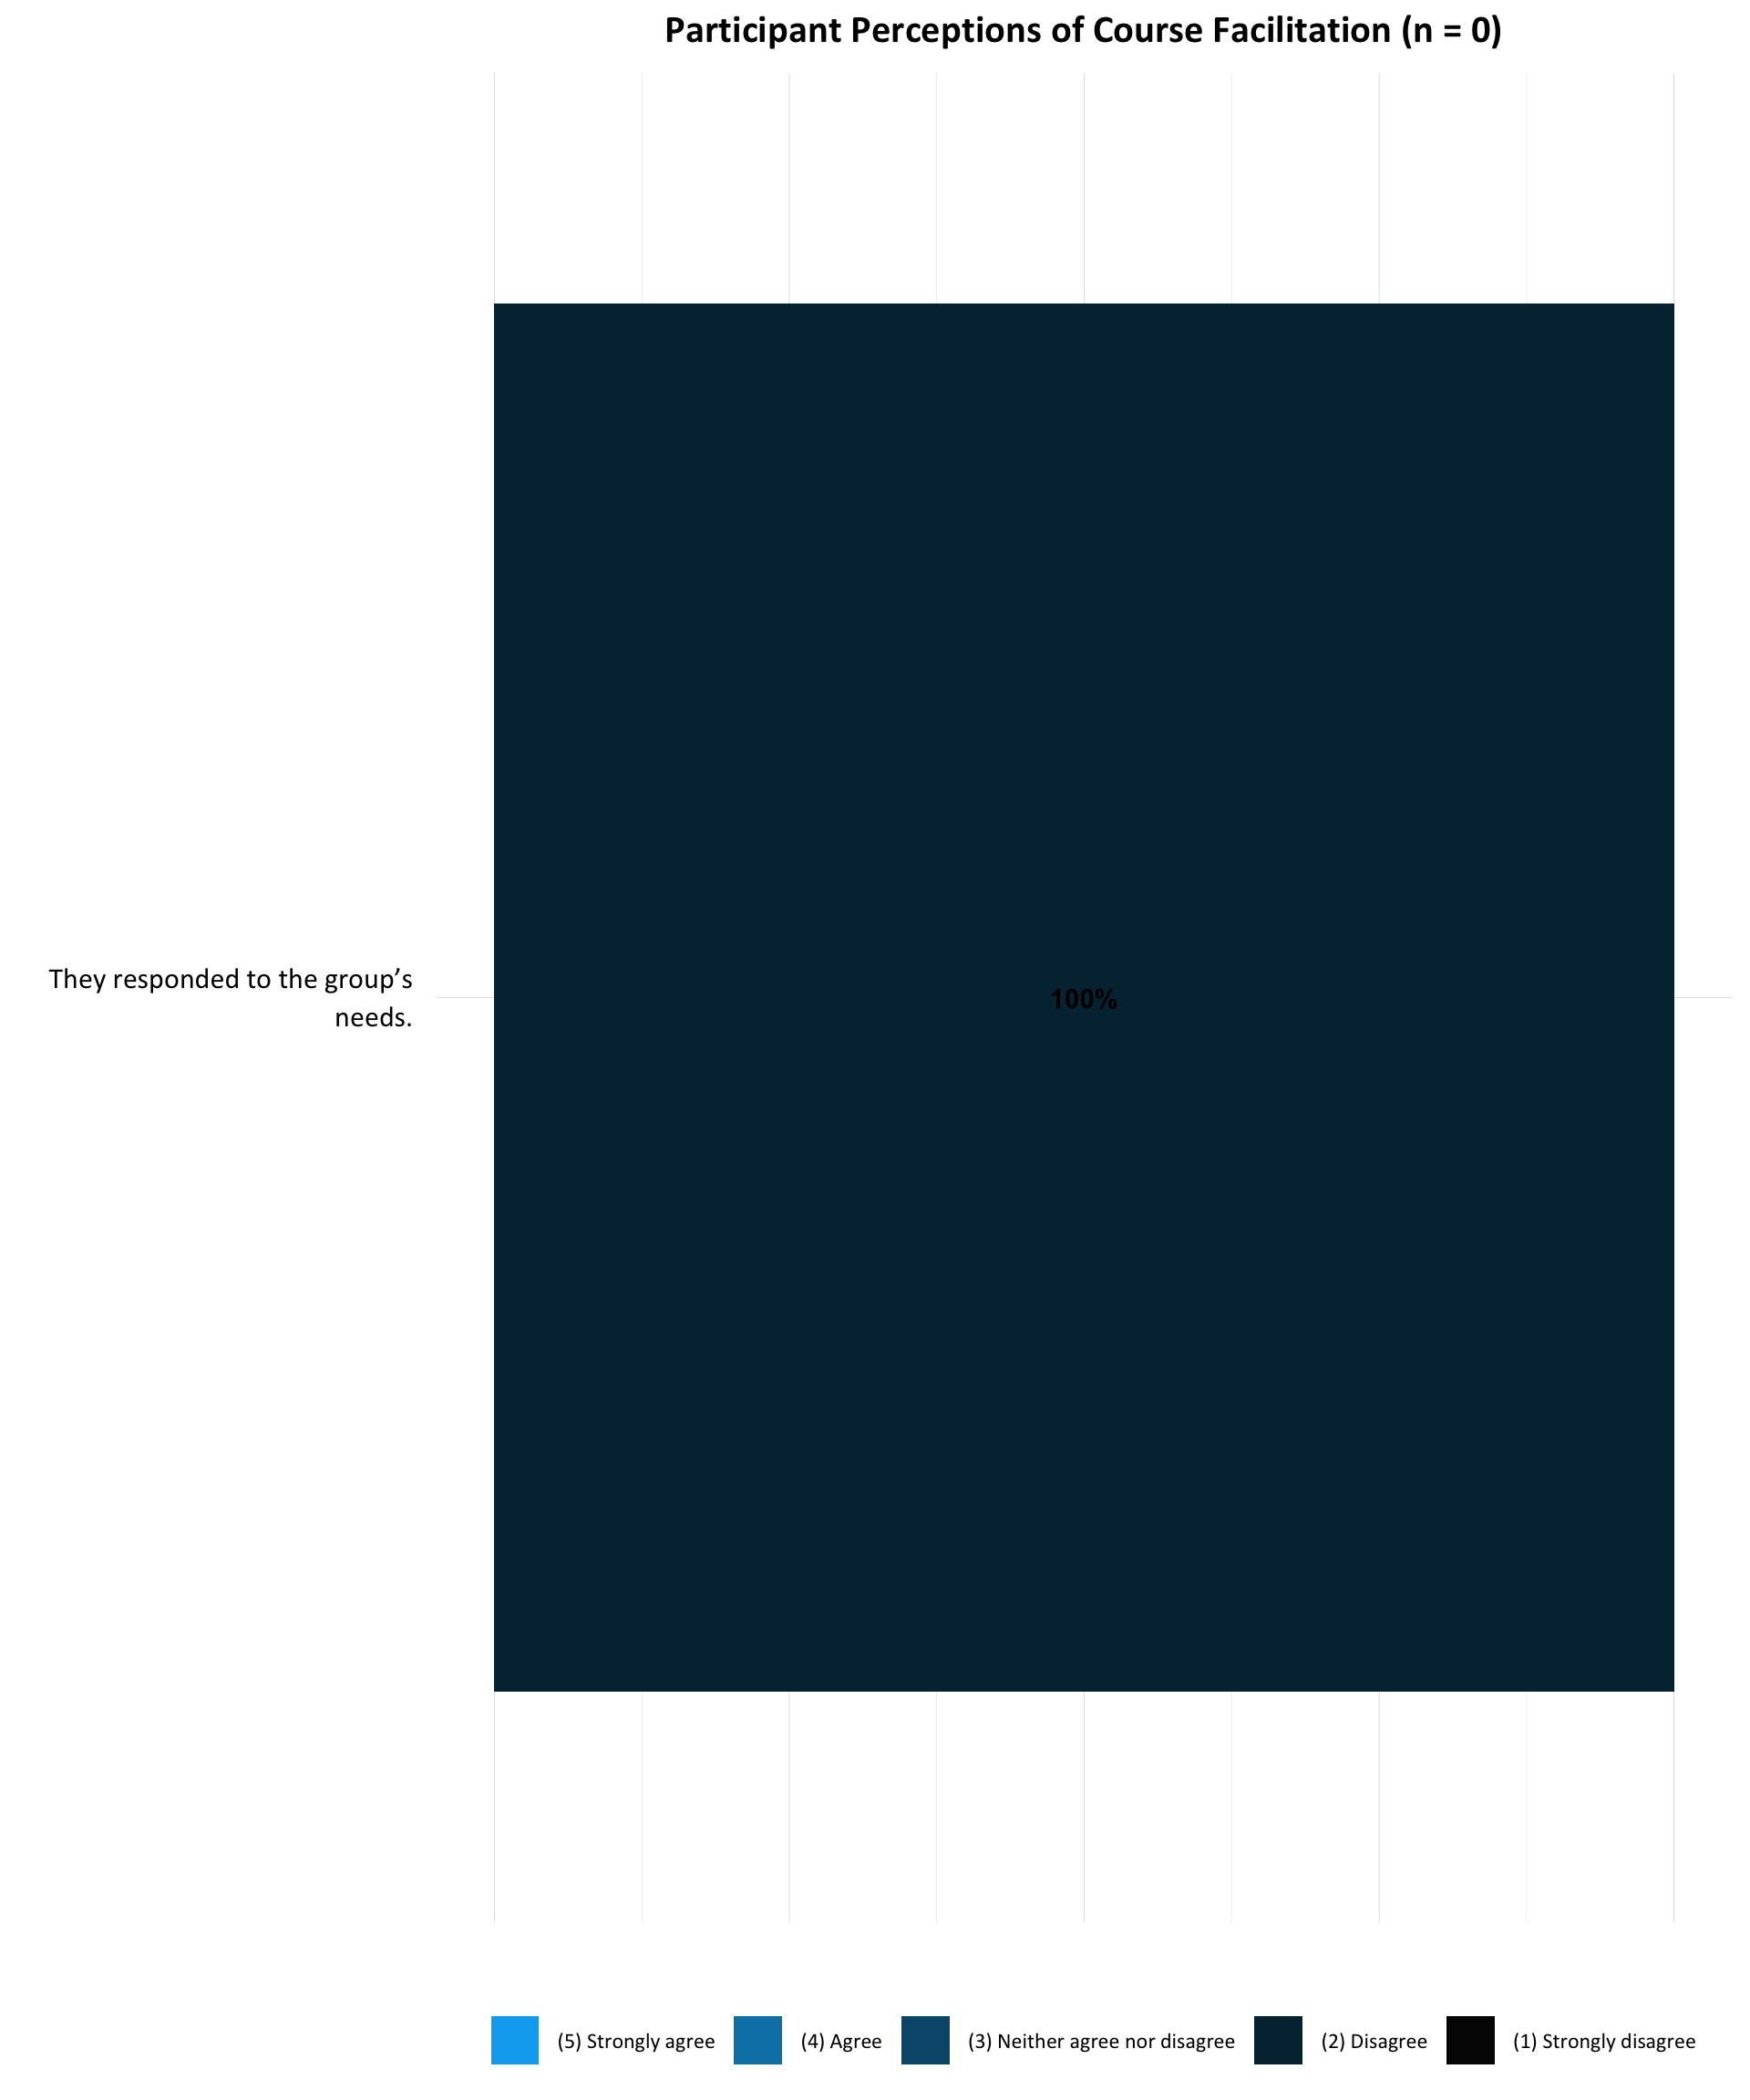 Participant Perceptions of Course Facilitation (n = 0)
They responded to the group’s
needs.
100%
(5) Strongly agree (4) Agree (3) Neither agree nor disagree (2) Disagree (1) Strongly disagree